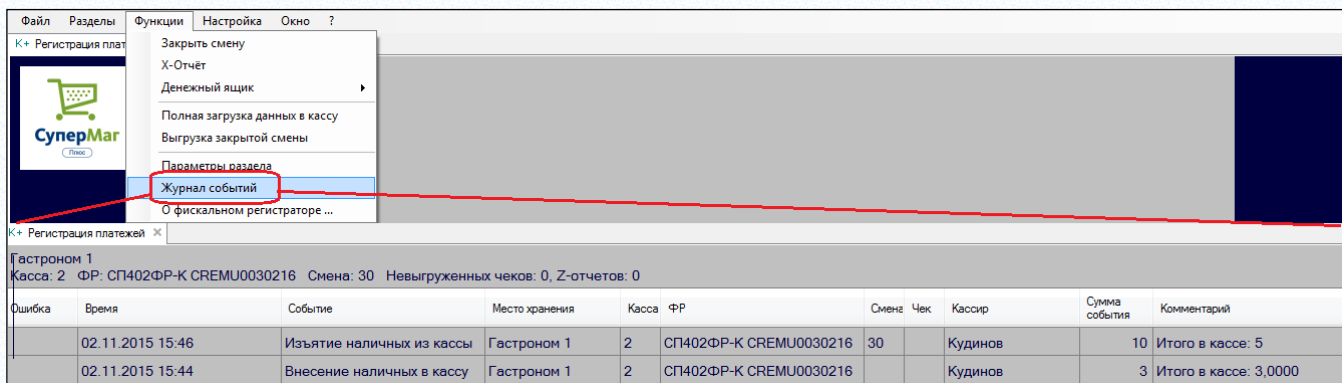 Файл Разделы Функции Настройка Окно ?
К+ Регистрация плат
Закрыть смену
Х-Отчёт
Денежный ящик
Полная загрузка данных в кассу
Выгрузка закрытой смены
Параметры раздела
Журнал событий
О фискальном регистраторе ...
СуперМаг
Плюс
К+ Регистрация платежей
Гастроном 1
Касса: 2 ФР: СП402ФР-К CREMU0030216 Смена: 30 Невыгруженных чеков: 0, Z-отчетов: 0
Ошибка Время Событие Место хранения Касса ФР Смена Чек Кассир Сумма события Комментарий
02.11.2015 15:46 Изъятие наличных из кассы Гастроном 1 2 СП402ФР-К CREMU0030216 30 Кудинов 10 Итого в кассе: 5
02.11.2015 15:44 Внесение наличных в кассу Гастроном 1 2 СП402ФР-К CREMU0030216 Кудинов 3 Итого в кассе: 3,0000